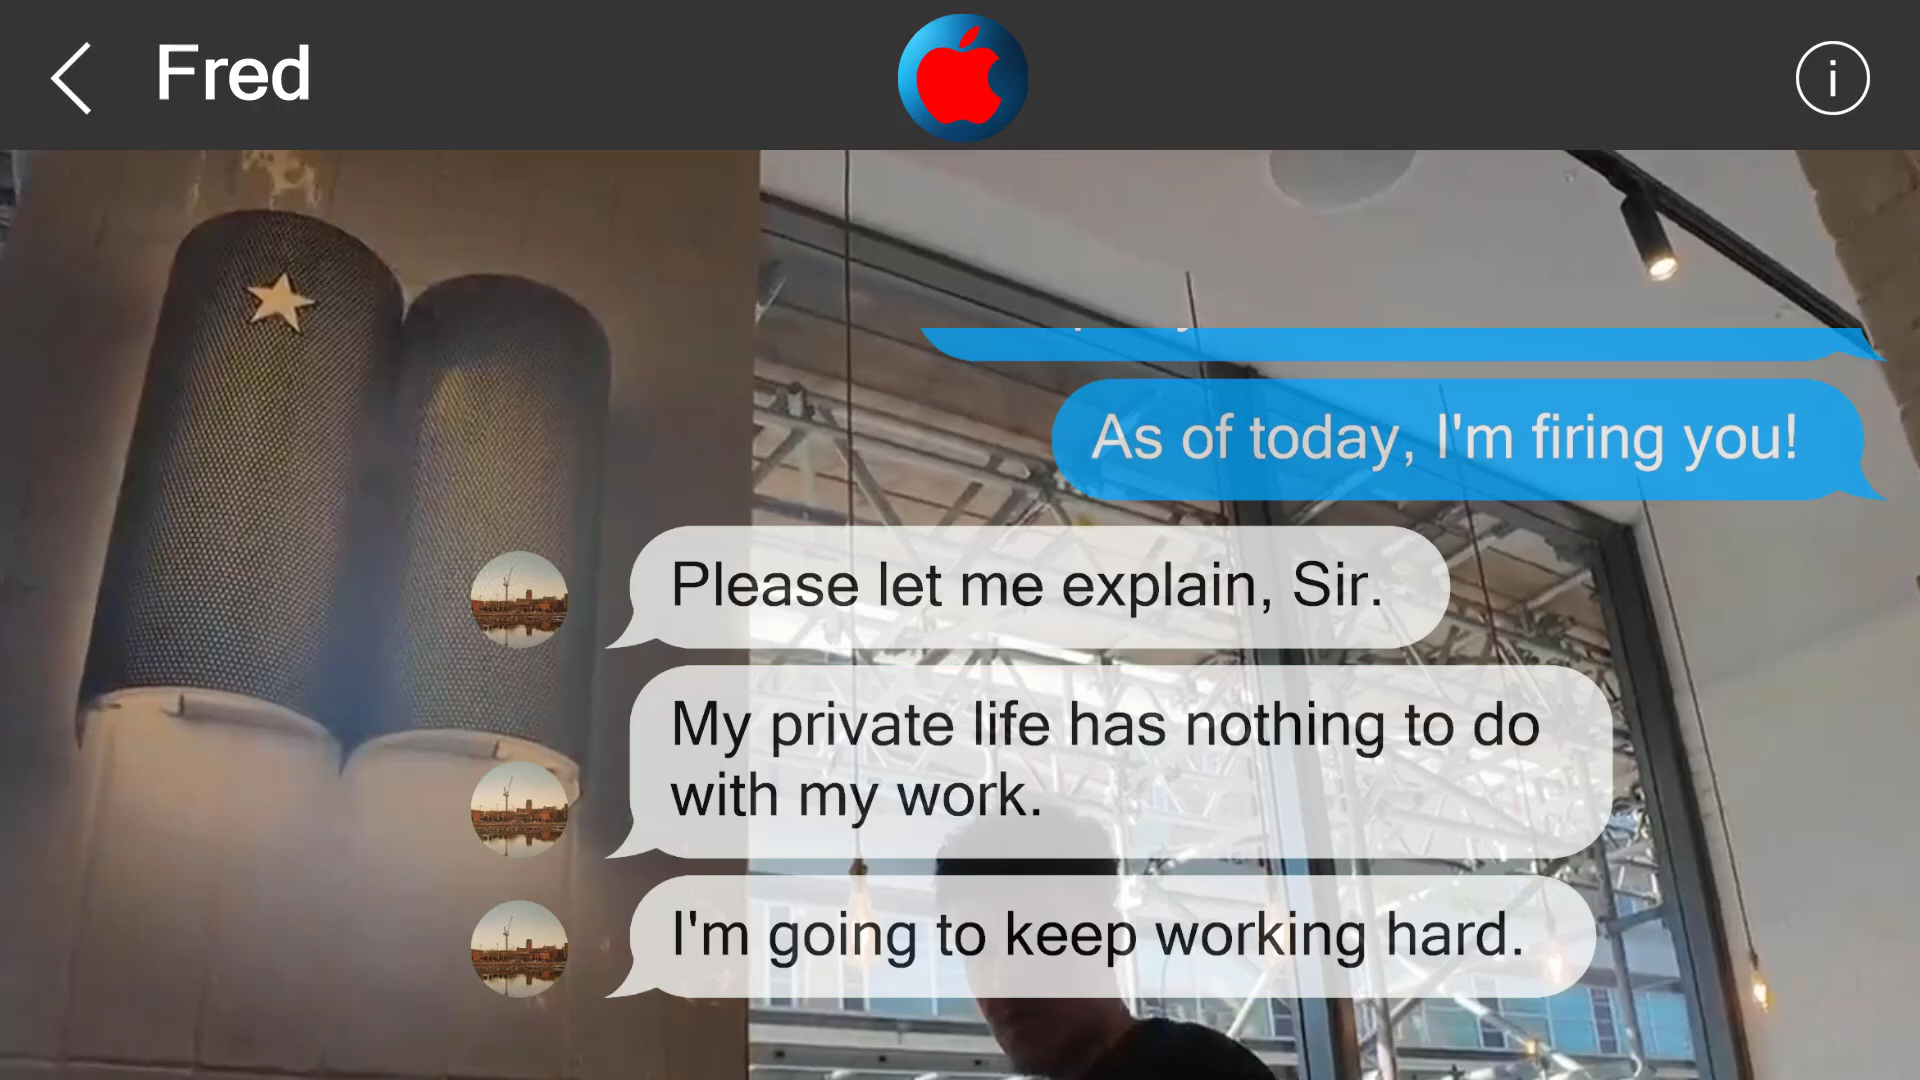 Fred
i
As of today, I'm firing you!
Please let me explain, Sir.
My private life has nothing to do
with my work.
I'm going to keep working hard.